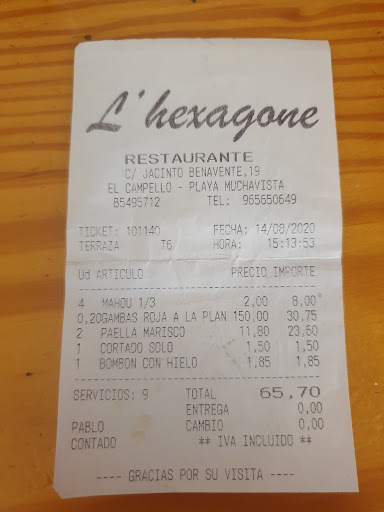 L'hexagone
RESTAURANTE
C/ JACINTO BENAVENTE,19
EL CAMPELLO - PLAYA MUCHAVISTA
B5495712 TEL: 965650649
TICKET: 101140 FECHA: 14/08/2020
TERRAZA T6 HORA: 15:13:53
Ud ARTICULO PRECIO IMPORTE
4 MAHOU 1/3 2,00 8,00
0,20GAMBAS ROJA A LA PLAN 150,00 30,75
2 PAELLA MARISCO 11,80 23,60
1 CORTADO SOLO 1,50 1,50
1 BOMBON CON HIELO 1,85 1,85
SERVICIOS: 9 TOTAL 65,70
ENTREGA 0,00
PABLO CAMBIO 0,00
CONTADO ** IVA INCLUIDO **
---- GRACIAS POR SU VISITA ----